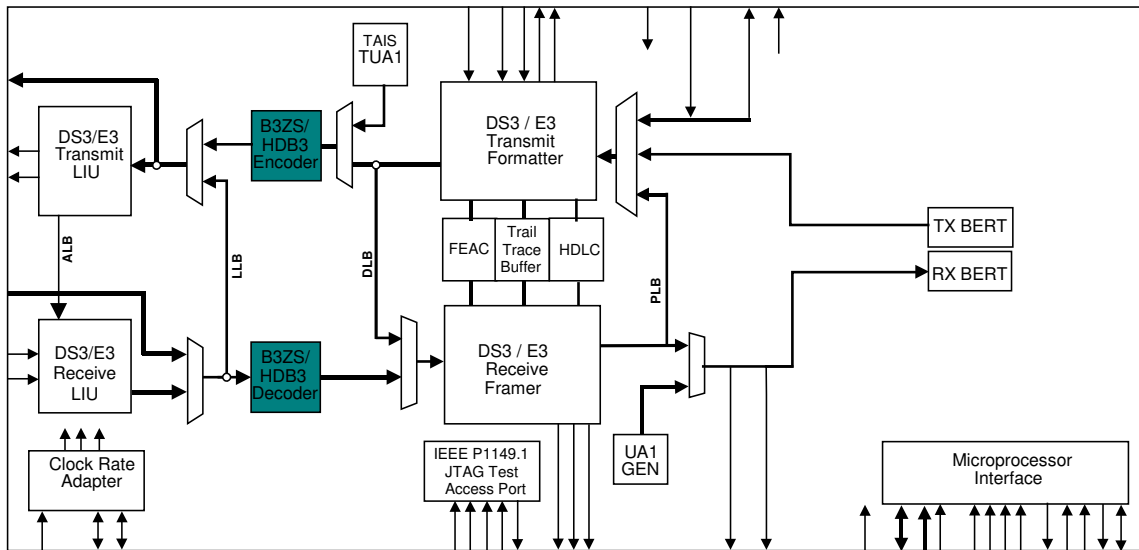 TAIS
TUA1
DS3/E3
Transmit
LIU
B3ZS/
HDB3
Encoder
DS3 / E3
Transmit
Formatter
TX BERT
RX BERT
FEAC
Trail
Trace
Buffer
HDLC
ALB
LLB
DLB
PLB
DS3/E3
Receive
LIU
B3ZS/
HDB3
Decoder
DS3 / E3
Receive
Framer
UA1
GEN
Clock Rate
Adapter
IEEE P1149.1
JTAG Test
Access Port
Microprocessor
Interface